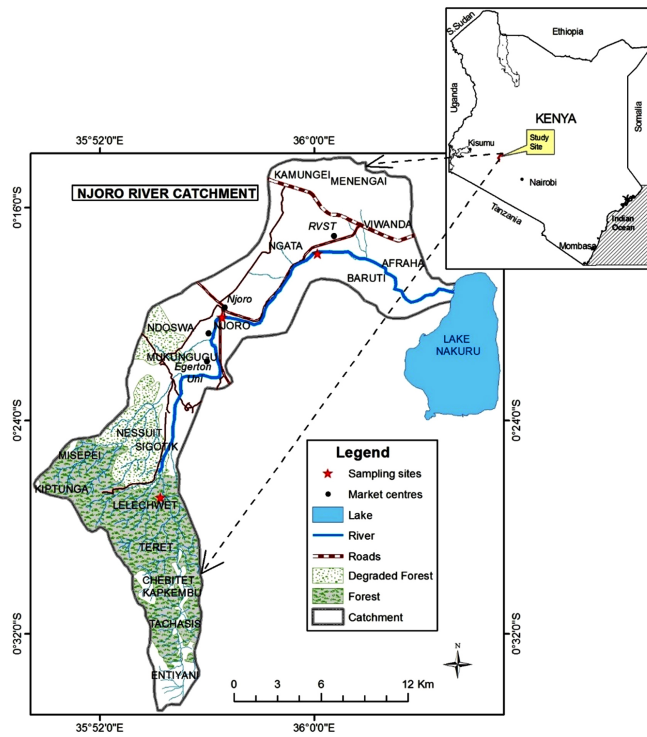 S.Sudan
Ethiopia
Uganda
Somalia
KENYA
Kisumu
Study
Site
Nairobi
Tanzania
Indian
Ocean
Mombasa
35°52'0"E
36°0'0"E
0°16'0"S
0°16'0"S
NJORO RIVER CATCHMENT
KAMUNGEI
MENENGAI
RVST
VIWANDA
NGATA
AFRAHA
BARUTI
Njoro
NJORO
NDOSWA
MUKUNGUGU
Egerton
Uni
LAKE
NAKURU
0°24'0"S
0°24'0"S
NESSUIT
SIGOTIK
MISEPEI
KIPTUNGA
LELECHWET
TERET
CHEBITET
KAPKEMBU
TACHASIS
ENTIYANI
Legend
Sampling sites
Market centres
Lake
River
Roads
Degraded Forest
Forest
Catchment
0°32'0"S
0°32'0"S
N
0 3 6 12 Km
35°52'0"E
36°0'0"E